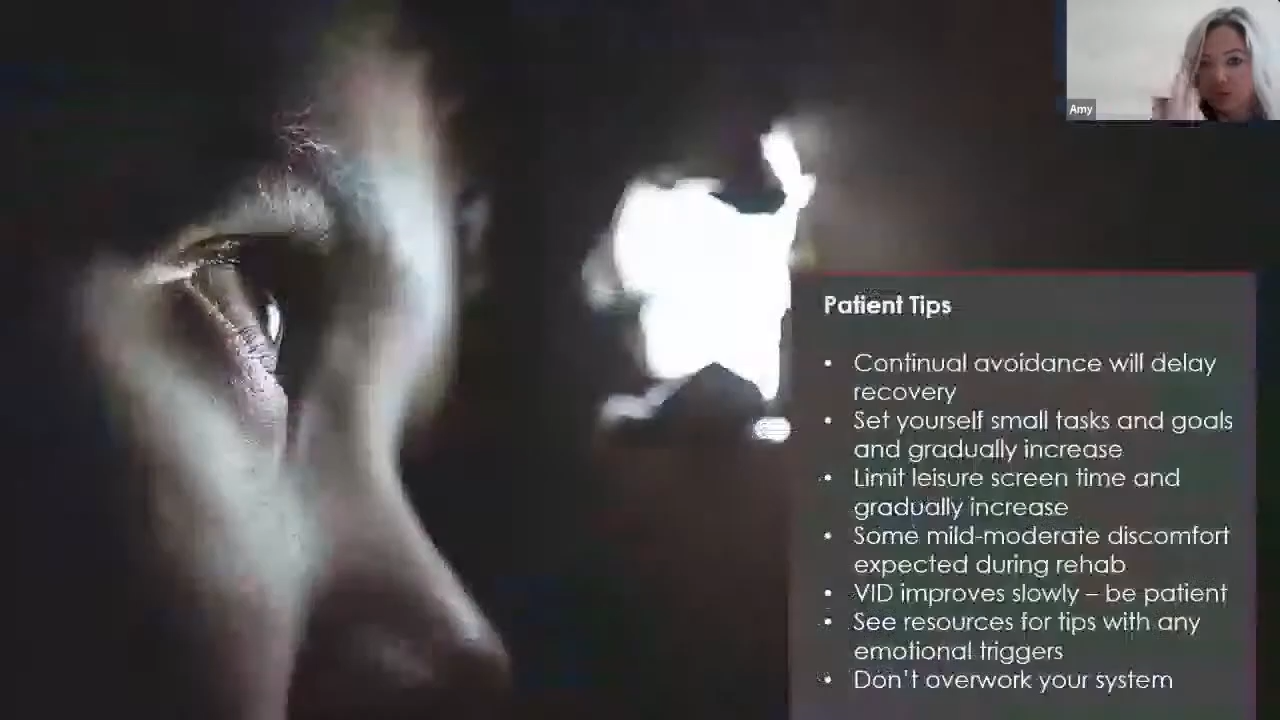 Amy
Patient Tips
• Continual avoidance will delay
recovery
• Set yourself small tasks and goals
and gradually increase
• Limit leisure screen time and
gradually increase
• Some mild-moderate discomfort
expected during rehab
• VID improves slowly – be patient
• See resources for tips with any
emotional triggers
• Don’t overwork your system